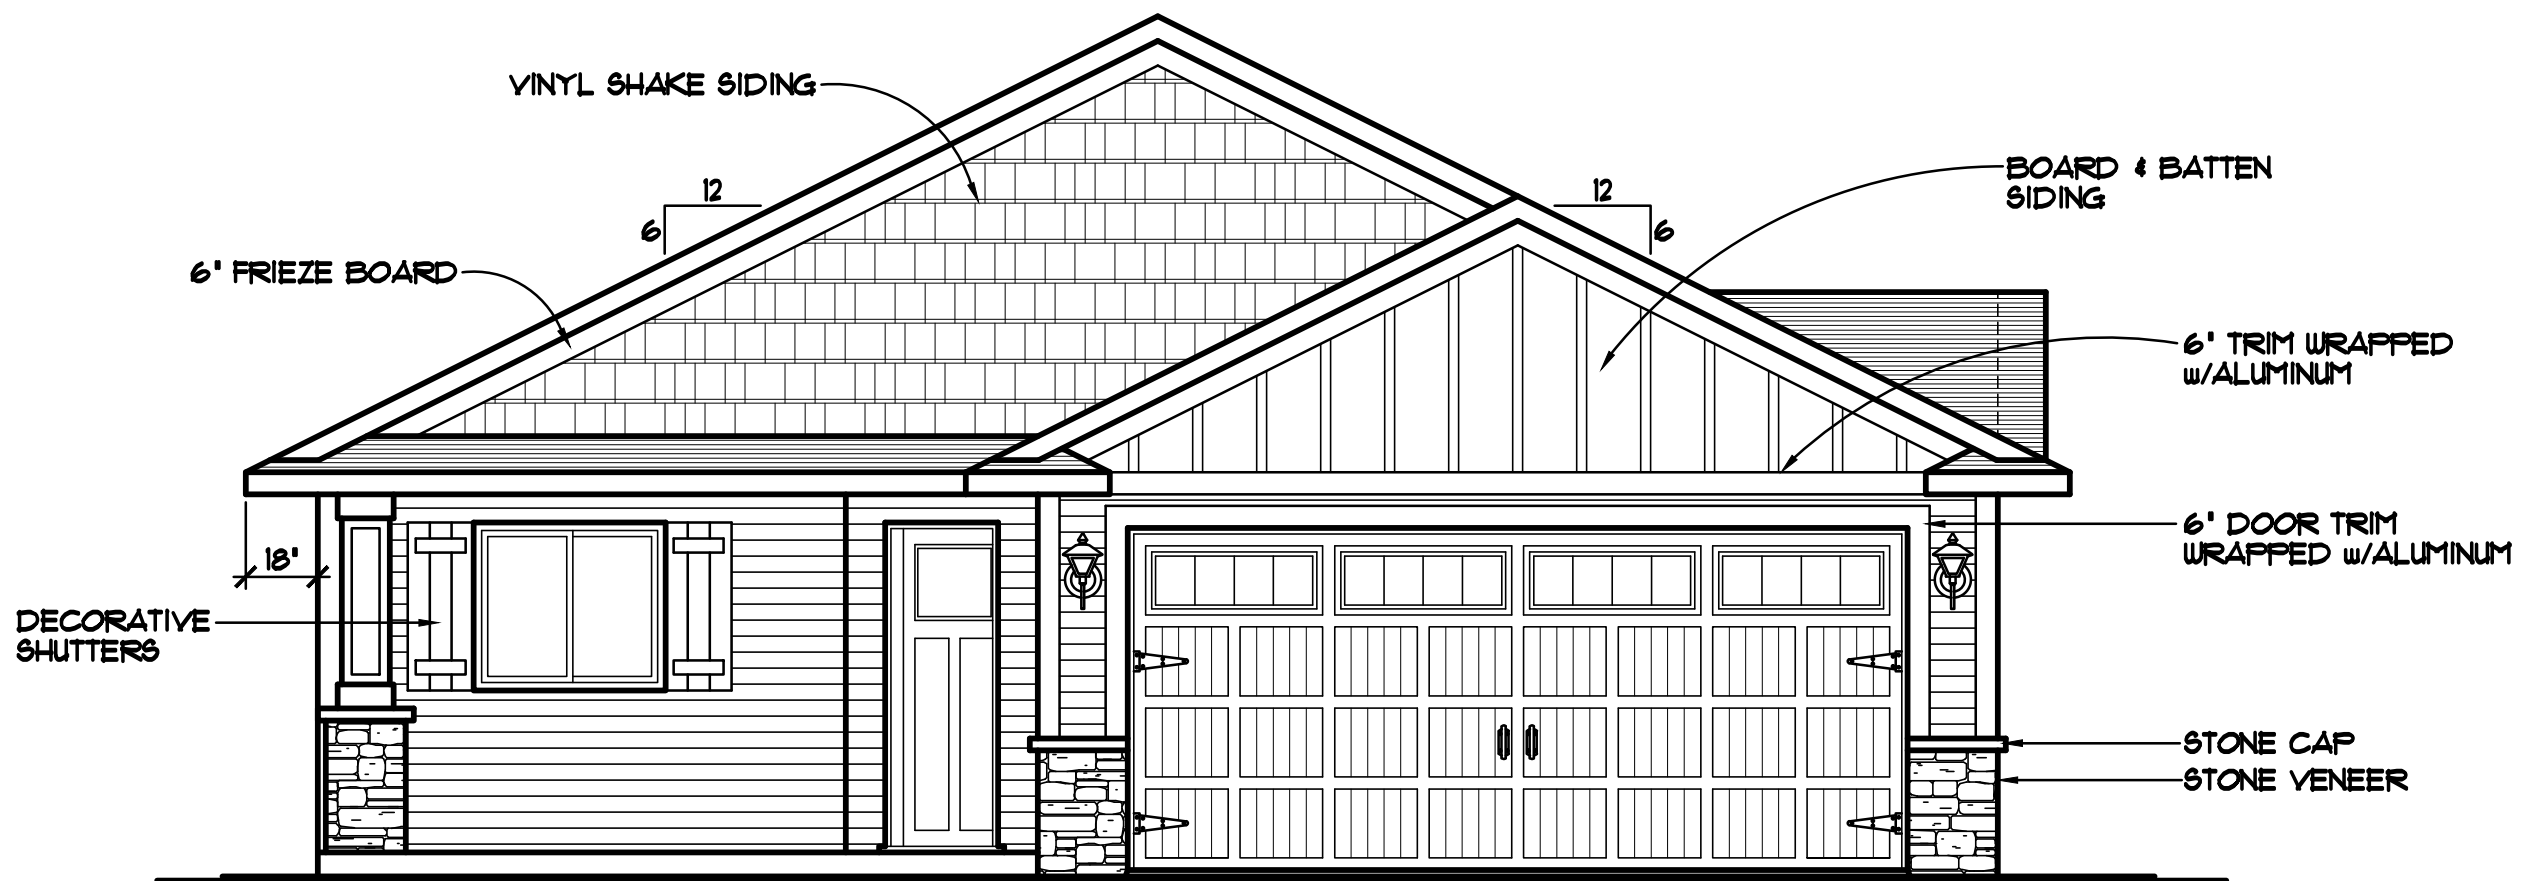 VINYL SHAKE SIDING
12
6
12
6
BOARD & BATTEN
SIDING
6" FRIEZE BOARD
6" TRIM WRAPPED
w/ALUMINUM
18"
6" DOOR TRIM
WRAPPED w/ALUMINUM
DECORATIVE
SHUTTERS
STONE CAP
STONE VENEER